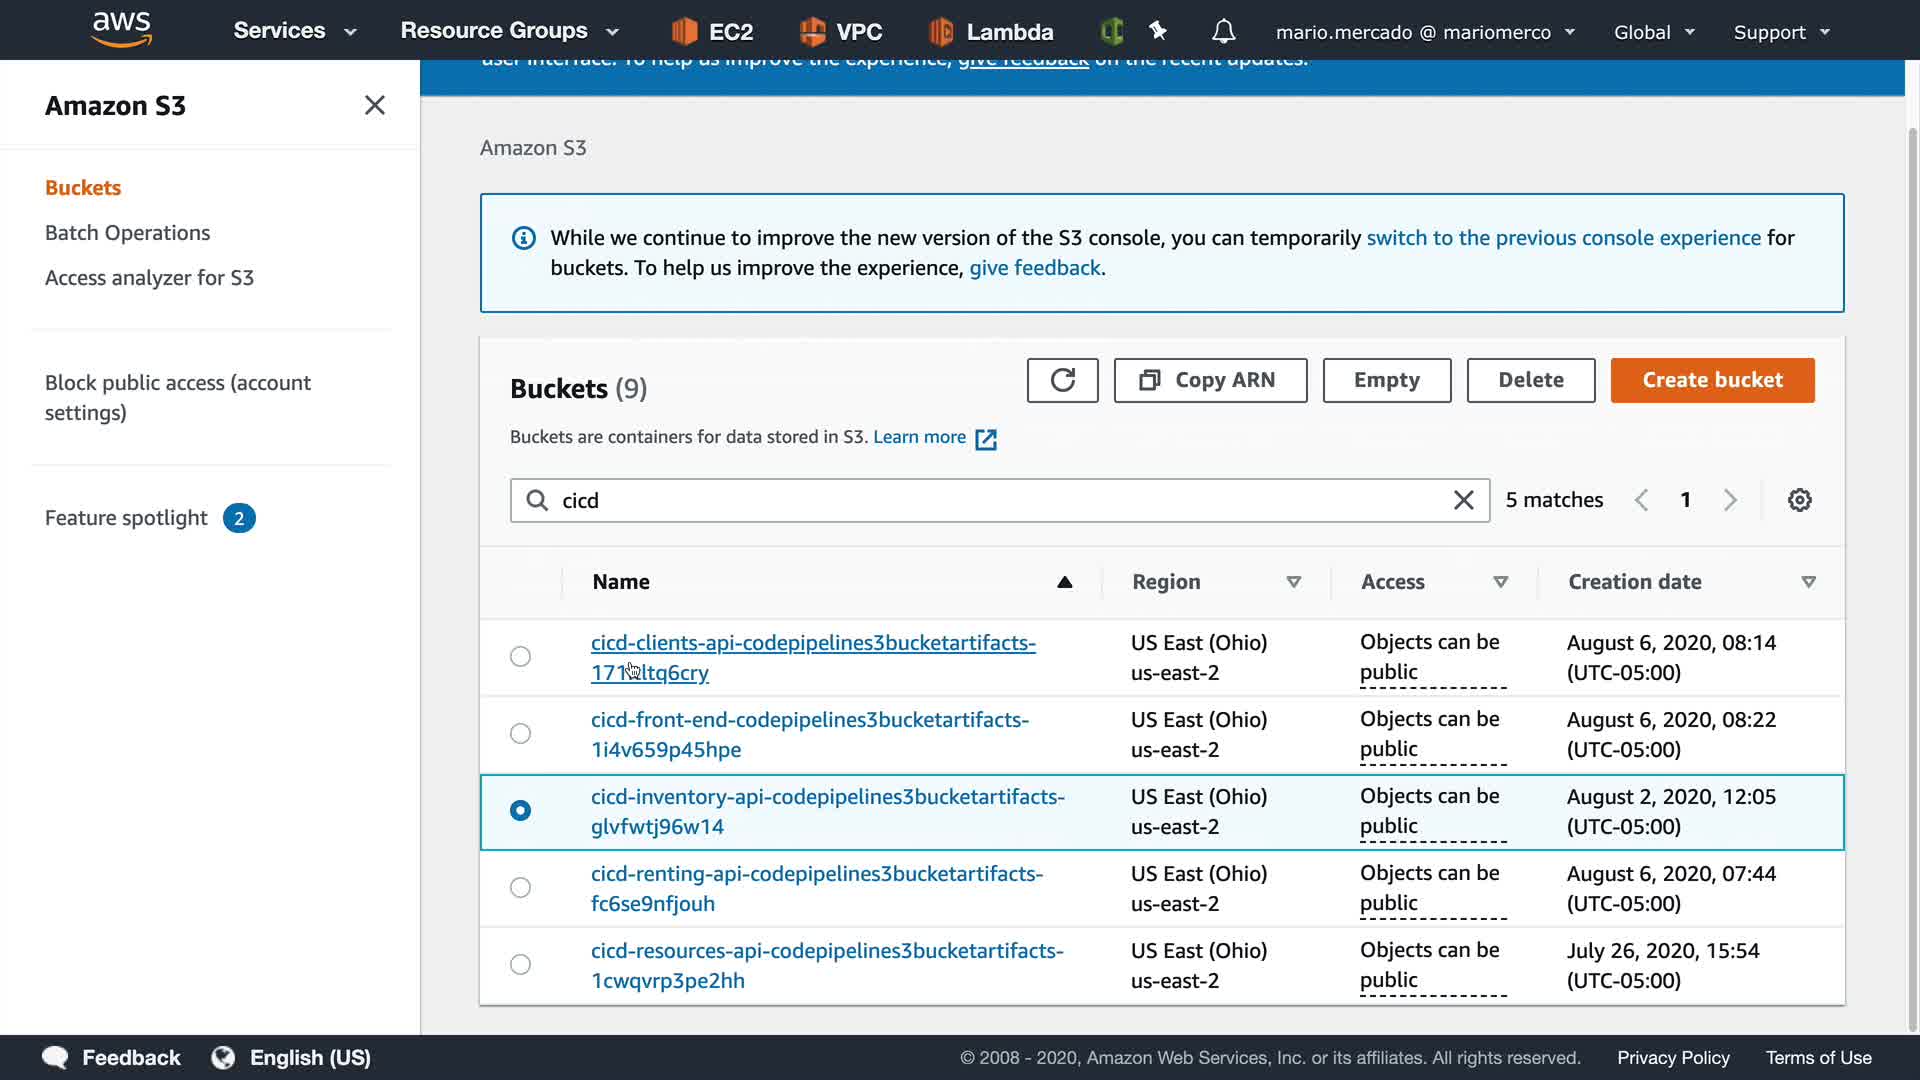 aws
Services
Resource Groups
EC2
VPC
Lambda
mario.mercado @ mariomerco
Global
Support
user interface. To help us improve the experience, give feedback on the recent updates.
Amazon S3
Buckets
Batch Operations
Access analyzer for S3
Block public access (account
settings)
Feature spotlight 2
Amazon S3
While we continue to improve the new version of the S3 console, you can temporarily switch to the previous console experience for
buckets. To help us improve the experience, give feedback.
Buckets (9)
Copy ARN
Empty
Delete
Create bucket
Buckets are containers for data stored in S3. Learn more
cicd
5 matches
1
Name
Region
Access
Creation date
cicd-clients-api-codepipelines3bucketartifacts-
US East (Ohio)
us-east-2
Objects can be
public
August 6, 2020, 08:14
(UTC-05:00)
cicd-front-end-codepipelines3bucketartifacts-
1i4v659p45hpe
US East (Ohio)
us-east-2
Objects can be
public
August 6, 2020, 08:22
(UTC-05:00)
cicd-inventory-api-codepipelines3bucketartifacts-
glvfwtj96w14
US East (Ohio)
us-east-2
Objects can be
public
August 2, 2020, 12:05
(UTC-05:00)
cicd-renting-api-codepipelines3bucketartifacts-
fc6se9nfjouh
US East (Ohio)
us-east-2
Objects can be
public
August 6, 2020, 07:44
(UTC-05:00)
cicd-resources-api-codepipelines3bucketartifacts-
1cwqvrp3pe2hh
US East (Ohio)
us-east-2
Objects can be
public
July 26, 2020, 15:54
(UTC-05:00)
Feedback
English (US)
© 2008 - 2020, Amazon Web Services, Inc. or its affiliates. All rights reserved.
Privacy Policy
Terms of Use